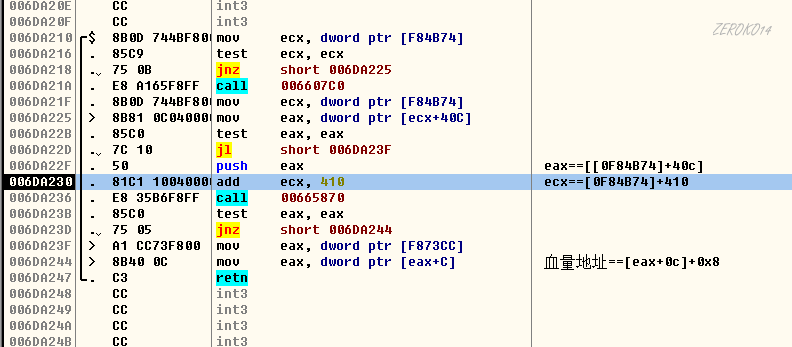 ZEROKO14
006DA20E CC int3
006DA20F CC int3
006DA210 $ 8B0D 744BF800 mov ecx, dword ptr [F84B74]
006DA216 . 85C9 test ecx, ecx
006DA218 . 75 0B jnz short 006DA225
006DA21A . E8 A165F8FF call 006607C0
006DA21F . 8B0D 744BF800 mov ecx, dword ptr [F84B74]
006DA225 > 8B81 0C040000 mov eax, dword ptr [ecx+40C]
006DA22B . 85C0 test eax, eax
006DA22D . 7C 10 jl short 006DA23F
006DA22F . 50 push eax eax==[[0F84B74]+40c]
006DA230 . 81C1 10040000 add ecx, 410 ecx==[0F84B74]+410
006DA236 . E8 35B6F8FF call 00665870
006DA23B . 85C0 test eax, eax
006DA23D . 75 05 jnz short 006DA244
006DA23F > A1 CC73F800 mov eax, dword ptr [F873CC]
006DA244 > 8B40 0C mov eax, dword ptr [eax+C] 血量地址==[eax+0c]+0x8
006DA247 . C3 retn
006DA248 CC int3
006DA249 CC int3
006DA24A CC int3
006DA24B CC int3